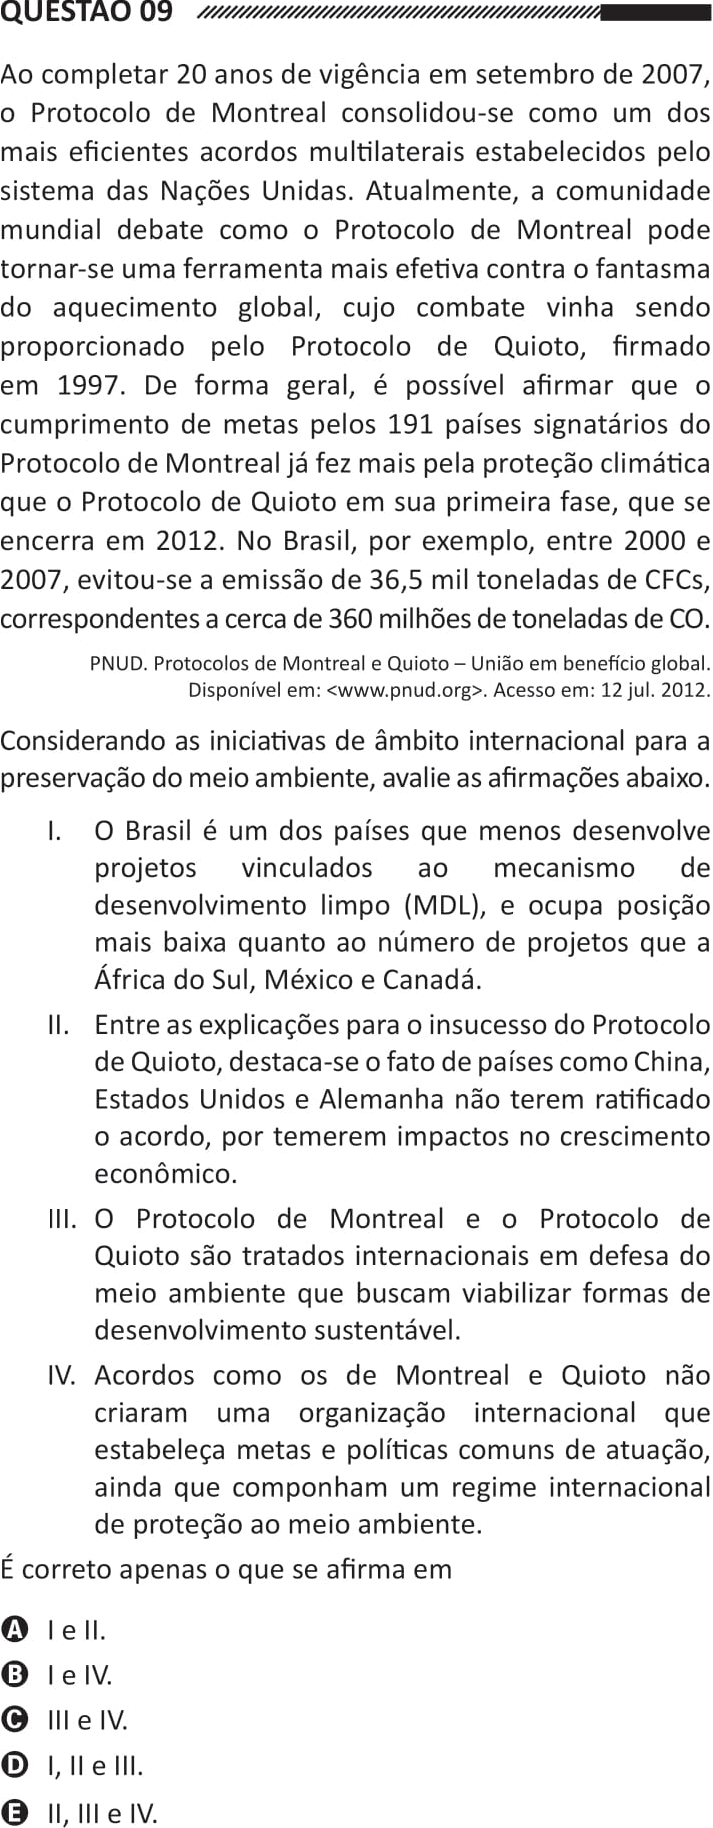 QUESTÃO 09
Ao completar 20 anos de vigência em setembro de 2007,
o Protocolo de Montreal consolidou-se como um dos
mais eficientes acordos multilaterais estabelecidos pelo
sistema das Nações Unidas. Atualmente, a comunidade
mundial debate como o Protocolo de Montreal pode
tornar-se uma ferramenta mais efetiva contra o fantasma
do aquecimento global, cujo combate vinha sendo
proporcionado pelo Protocolo de Quioto, firmado
em 1997. De forma geral, é possível afirmar que o
cumprimento de metas pelos 191 países signatários do
Protocolo de Montreal já fez mais pela proteção climática
que o Protocolo de Quioto em sua primeira fase, que se
encerra em 2012. No Brasil, por exemplo, entre 2000 e
2007, evitou-se a emissão de 36,5 mil toneladas de CFCs,
correspondentes a cerca de 360 milhões de toneladas de CO.
PNUD. Protocolos de Montreal e Quioto – União em benefício global.
Disponível em: <www.pnud.org>. Acesso em: 12 jul. 2012.
Considerando as iniciativas de âmbito internacional para a
preservação do meio ambiente, avalie as afirmações abaixo.
I. O Brasil é um dos países que menos desenvolve
projetos vinculados ao mecanismo de
desenvolvimento limpo (MDL), e ocupa posição
mais baixa quanto ao número de projetos que a
África do Sul, México e Canadá.
II. Entre as explicações para o insucesso do Protocolo
de Quioto, destaca-se o fato de países como China,
Estados Unidos e Alemanha não terem ratificado
o acordo, por temerem impactos no crescimento
econômico.
III. O Protocolo de Montreal e o Protocolo de
Quioto são tratados internacionais em defesa do
meio ambiente que buscam viabilizar formas de
desenvolvimento sustentável.
IV. Acordos como os de Montreal e Quioto não
criaram uma organização internacional que
estabeleça metas e políticas comuns de atuação,
ainda que componham um regime internacional
de proteção ao meio ambiente.
É correto apenas o que se afirma em
A I e II.
B I e IV.
C III e IV.
D I, II e III.
E II, III e IV.